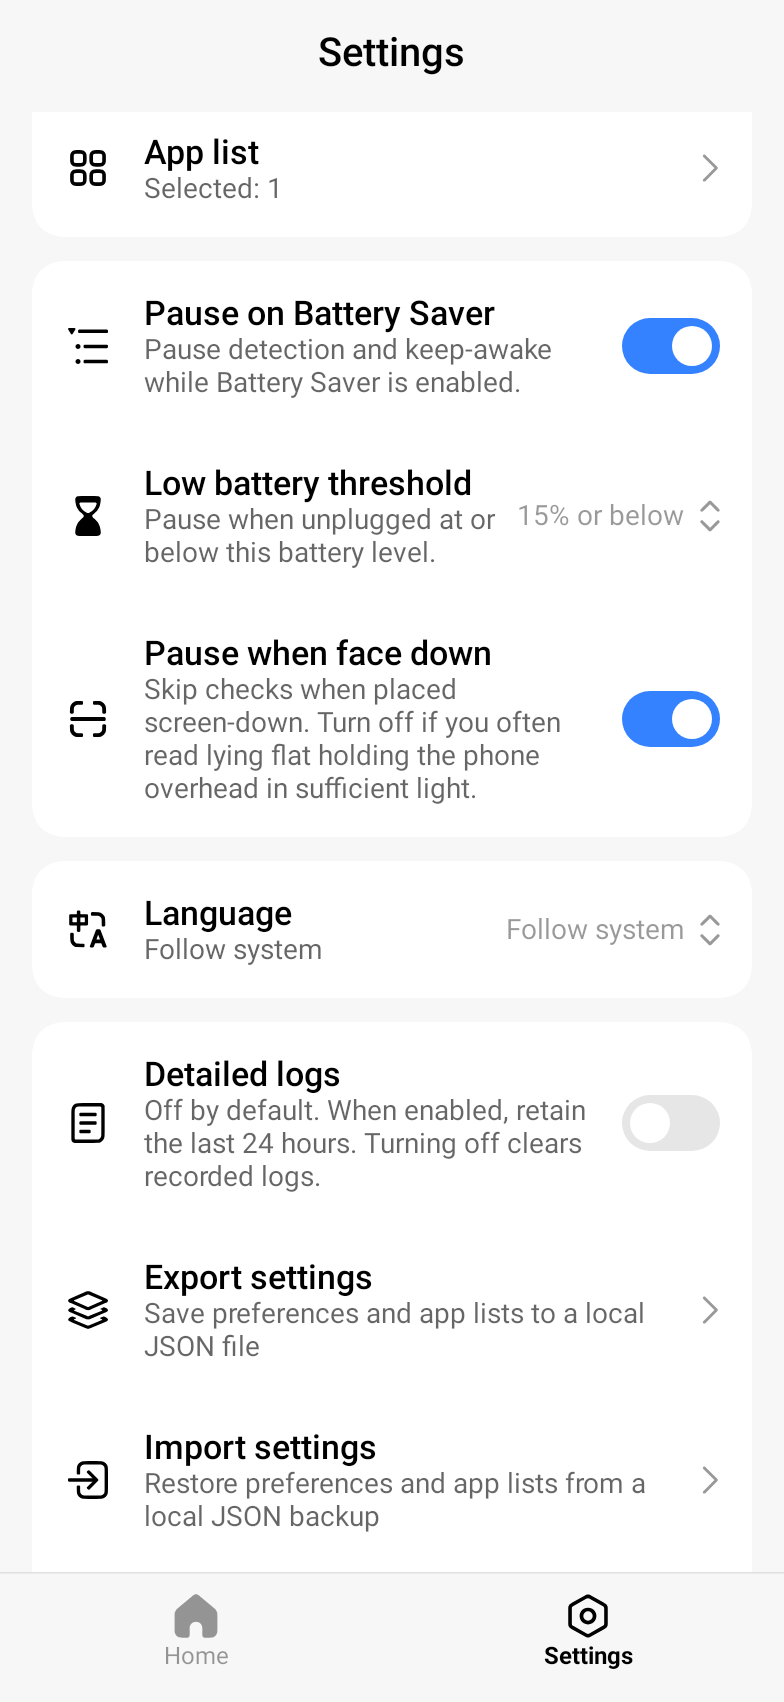 Settings
App list
Selected: 1
Pause on Battery Saver
Pause detection and keep-awake
while Battery Saver is enabled.
Low battery threshold
Pause when unplugged at or
below this battery level.
15% or below
Pause when face down
Skip checks when placed
screen-down. Turn off if you often
read lying flat holding the phone
overhead in sufficient light.
中A
Language
Follow system
Follow system
Detailed logs
Off by default. When enabled, retain
the last 24 hours. Turning off clears
recorded logs.
Export settings
Save preferences and app lists to a local
JSON file
Import settings
Restore preferences and app lists from a
local JSON backup
Home
Settings